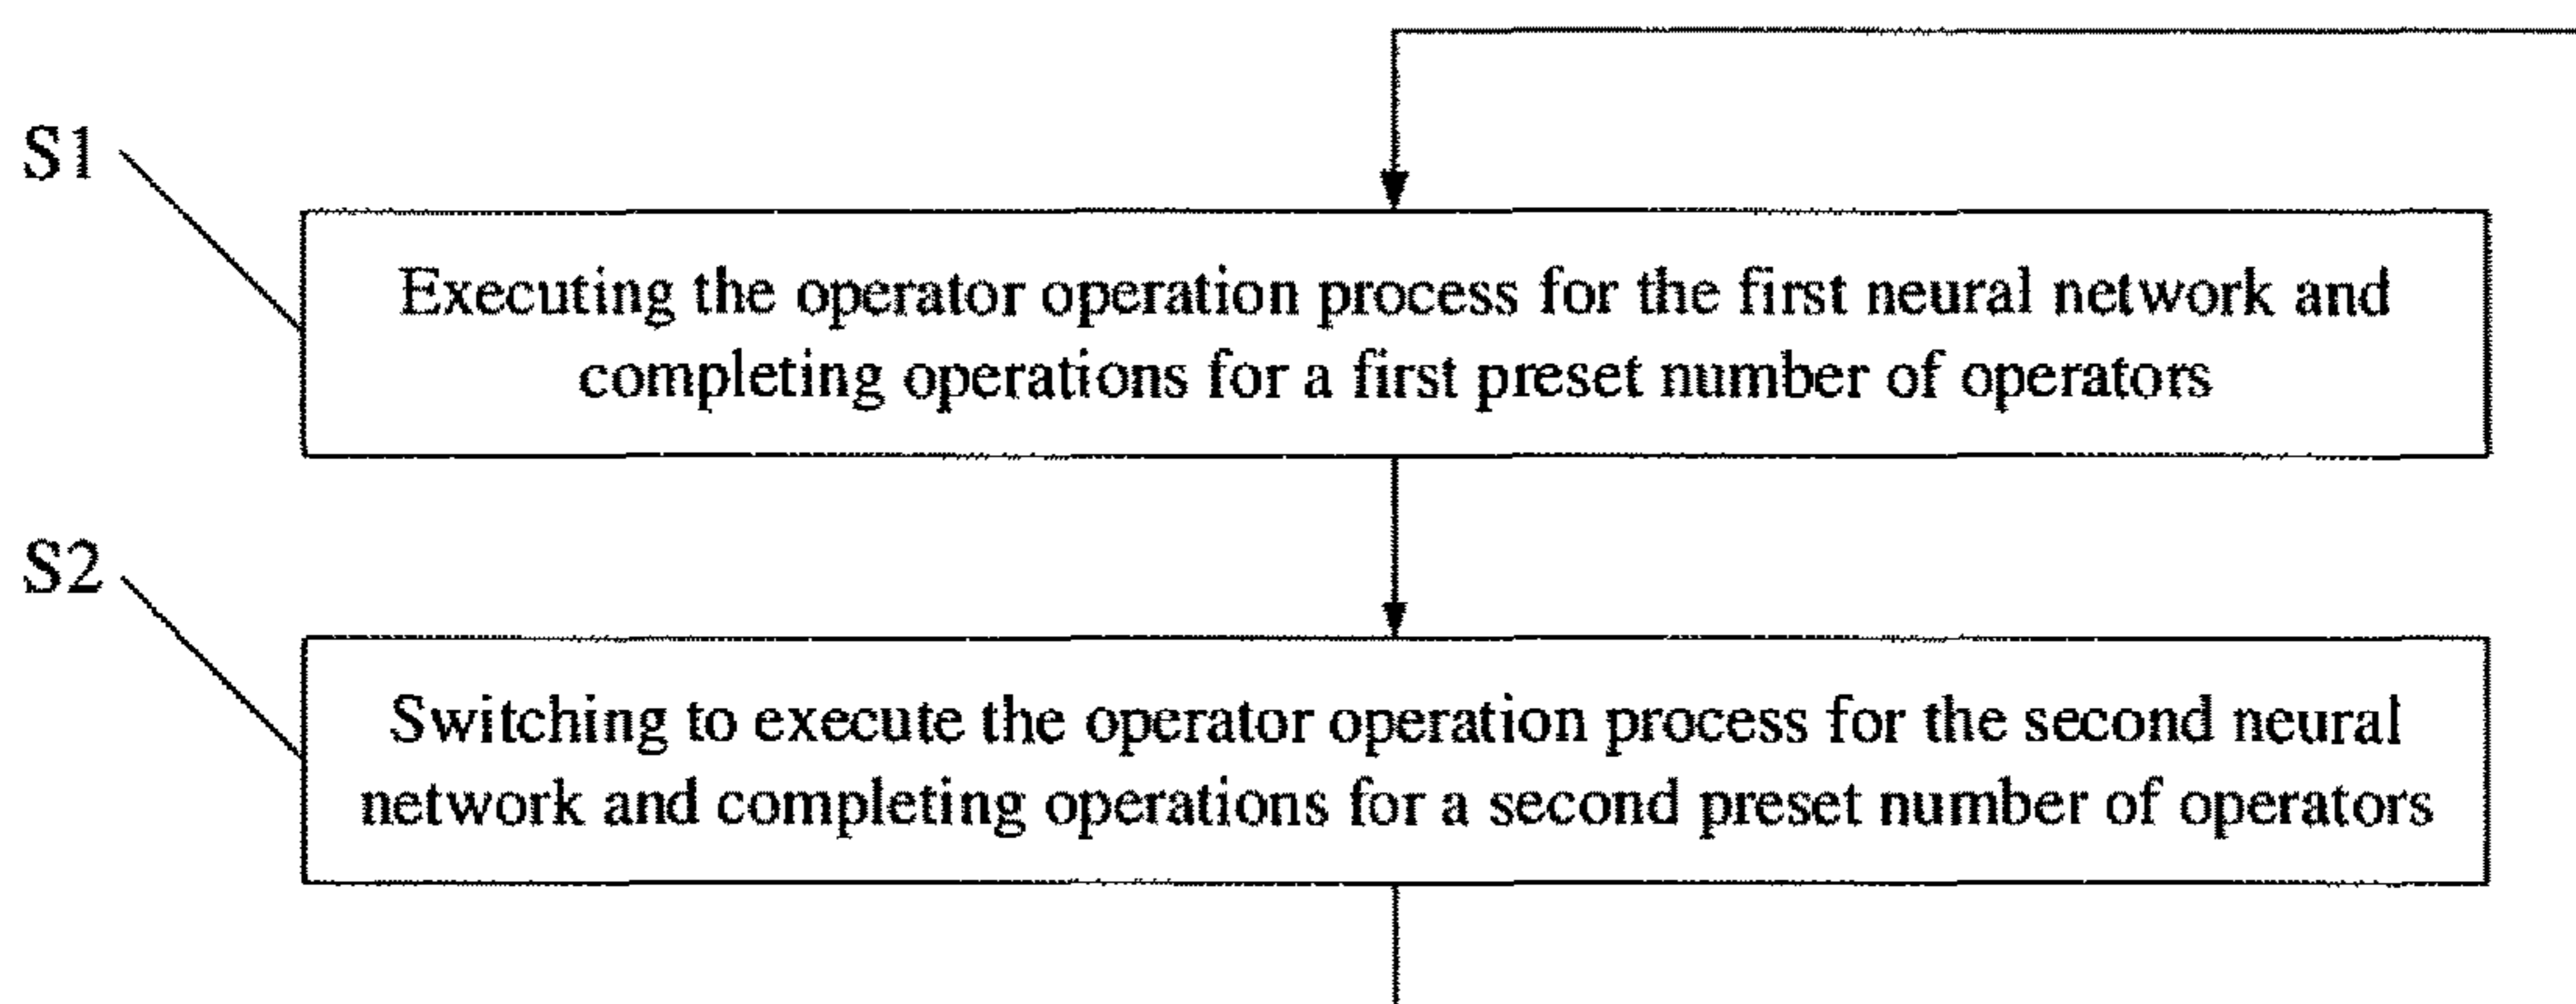 S1
Executing the operator operation process for the first neural network and
completing operations for a first preset number of operators
S2
Switching to execute the operator operation process for the second neural
network and completing operations for a second preset number of operators